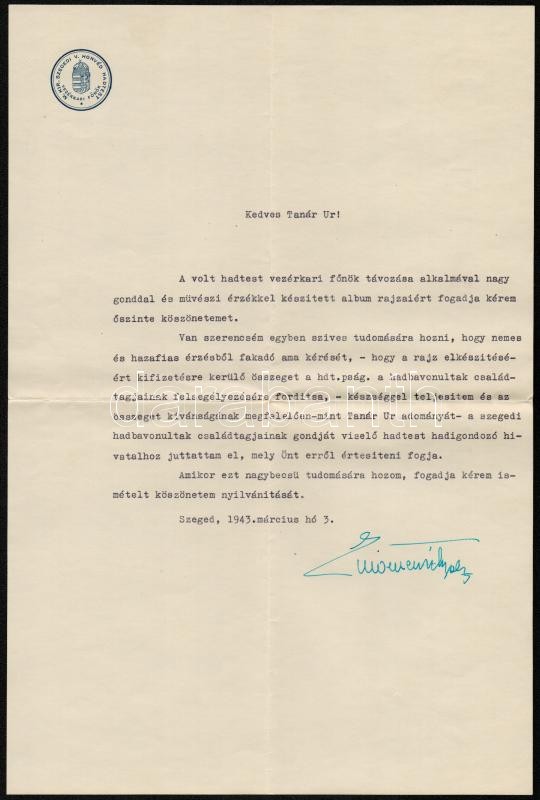 M. KIR. SZEGEDI V. HONVÉD HADTEST
VEZÉRKARI FŐNÖK
Kedves Tanár Ur!
A volt hadtest vezérkari főnök távozása alkalmával nagy
gonddal és müvészi érzékkel készitett album rajzaiért fogadja kérem
őszinte köszönetemet.
Van szerencsém egyben szives tudomására hozni, hogy nemes
és hazafias érzésből fakadó ama kérését, - hogy a rajz elkészitésé-
ért kifizetésre kerülő összeget a hdt.pság. a hadbavonultak család-
tagjainak felsegélyezésére forditsa, - készséggel teljesitem és az
összeget kivánságának megfelelően-mint Tanár Ur adományát- a szegedi
hadbavonultak családtagjainak gondját viselő hadtest hadigondozó hi-
vatalhoz juttattam el, mely Önt erről értesiteni fogja.
Amikor ezt nagybecsü tudomására hozom, fogadja kérem is-
mételt köszönetem nyilvánitását.
Szeged, 1943.március hó 3.
darabanth